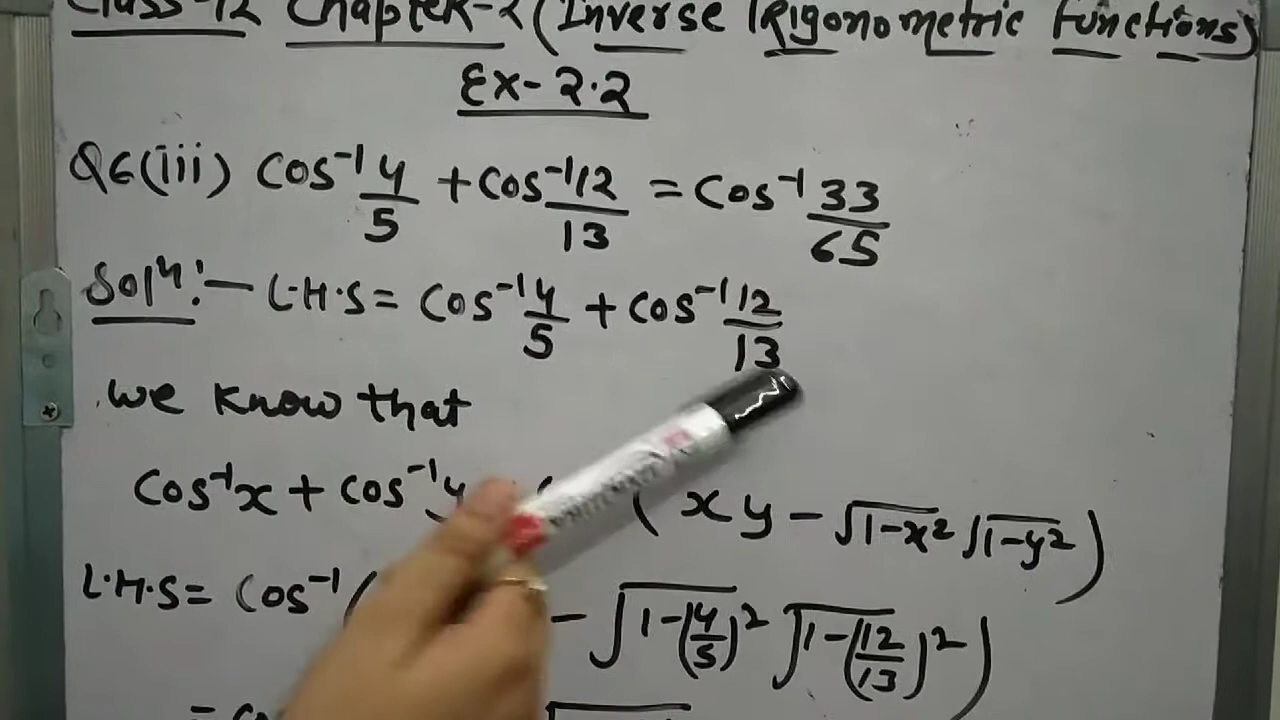 Class-12 Chapter-2 (Inverse Trigonometric Functions)
Ex-2.2
Q6(iii) Cos⁻¹ 4/5 + Cos⁻¹ 12/13 = Cos⁻¹ 33/65
Solⁿ:- L.H.S = Cos⁻¹ 4/5 + Cos⁻¹ 12/13
We know that
Cos⁻¹x + Cos⁻¹y ( xy - √1-x² √1-y² )
L.H.S = Cos⁻¹( - √1-(4/5)² √1-(12/13)² )
=